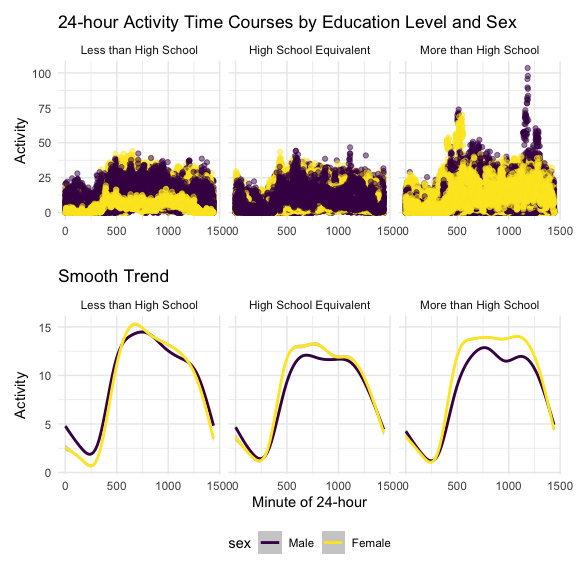 24-hour Activity Time Courses by Education Level and Sex
Less than High School High School Equivalent More than High School
Activity
100
75
50
25
0
0 500 1000 1500 0 500 1000 1500 0 500 1000 1500
Smooth Trend
Less than High School High School Equivalent More than High School
Activity
15
10
5
0
0 500 1000 1500 0 500 1000 1500 0 500 1000 1500
Minute of 24-hour
sex Male Female